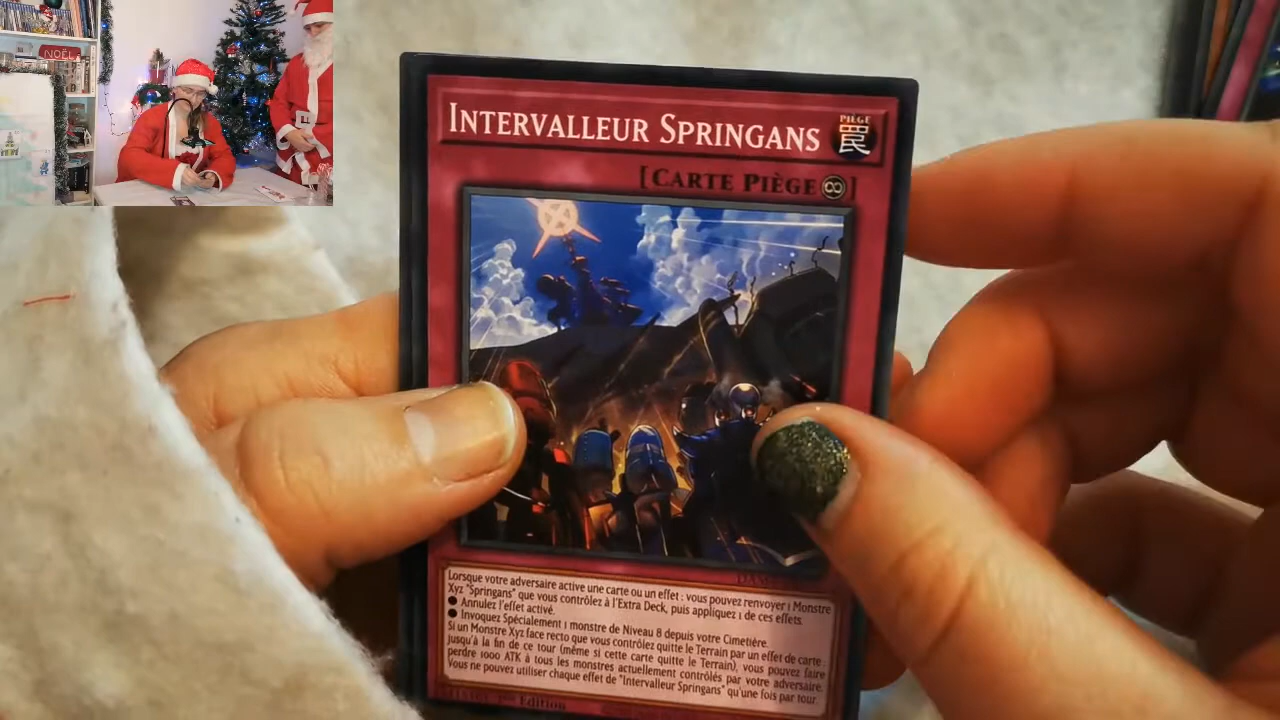 NOËL
INTERVALLEUR SPRINGANS
PIÈGE
罠
[CARTE PIÈGE ]
Lorsque votre adversaire active une carte ou un effet : vous pouvez renvoyer 1 Monstre
Xyz "Springans" que vous contrôlez à l'Extra Deck, puis appliquez 1 de ces effets.
● Annulez l'effet activé.
● Invoquez Spécialement 1 monstre de Niveau 8 depuis votre Cimetière.
Si un Monstre Xyz face recto que vous contrôlez quitte le Terrain par un effet de carte :
jusqu'à la fin de ce tour (même si cette carte quitte le Terrain), vous pouvez faire
perdre 1000 ATK à tous les monstres actuellement contrôlés par votre adversaire.
Vous ne pouvez utiliser chaque effet de "Intervalleur Springans" qu'une fois par tour.
Edition